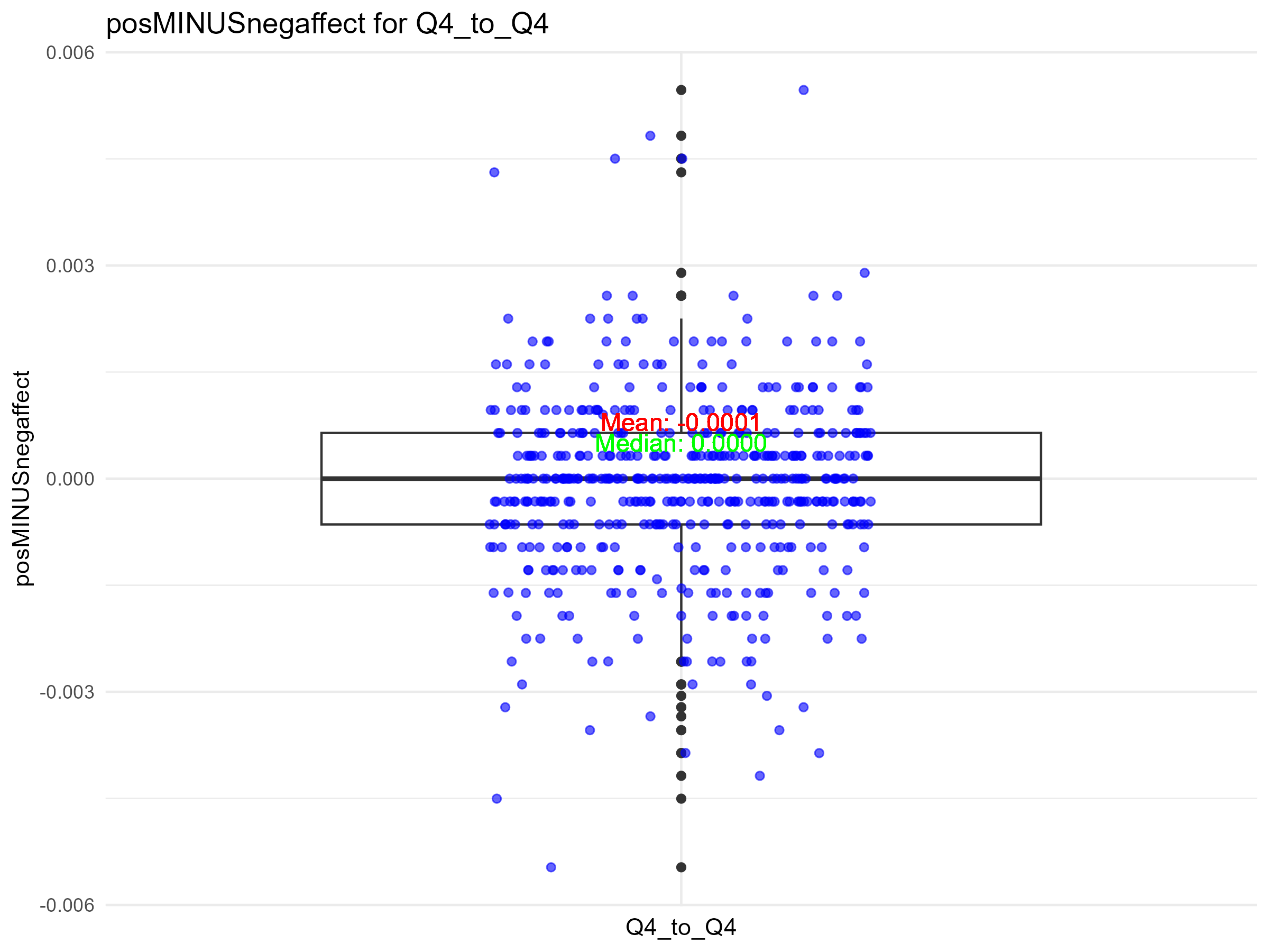 posMINUSnegaffect for Q4_to_Q4
0.006
0.003
0.000
-0.003
-0.006
posMINUSnegaffect
Mean: -0.0001
Median: 0.0000
Q4_to_Q4